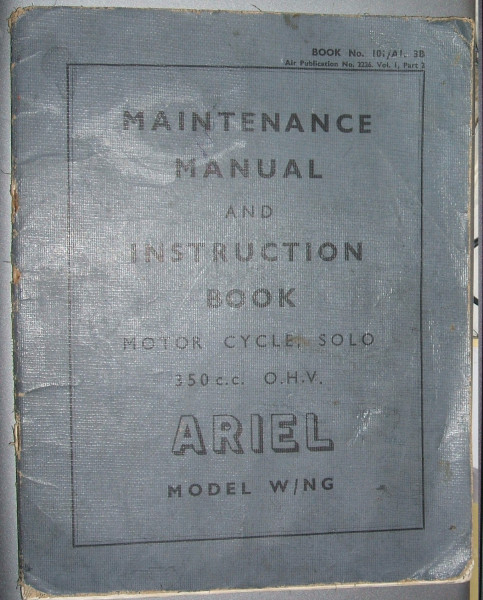 BOOK No. 101/A1. 3B
Air Publication No. 2236. Vol. 1, Part 2
MAINTENANCE
MANUAL
AND
INSTRUCTION
BOOK
MOTOR CYCLE, SOLO
350 c.c. O.H.V.
ARIEL
MODEL W/NG